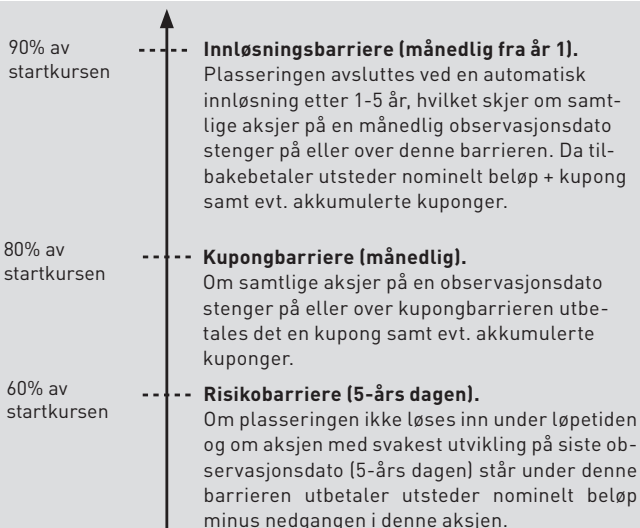 90% av
startkursen
Innløsningsbarriere (månedlig fra år 1).
Plasseringen avsluttes ved en automatisk
innløsning etter 1-5 år, hvilket skjer om samt-
lige aksjer på en månedlig observasjonsdato
stenger på eller over denne barrieren. Da til-
bakebetaler utsteder nominelt beløp + kupong
samt evt. akkumulerte kuponger.
80% av
startkursen
Kupongbarriere (månedlig).
Om samtlige aksjer på en observasjonsdato
stenger på eller over kupongbarrieren utbe-
tales det en kupong samt evt. akkumulerte
kuponger.
60% av
startkursen
Risikobarriere (5-års dagen).
Om plasseringen ikke løses inn under løpetiden
og om aksjen med svakest utvikling på siste ob-
servasjonsdato (5-års dagen) står under denne
barrieren utbetaler utsteder nominelt beløp
minus nedgangen i denne aksjen.